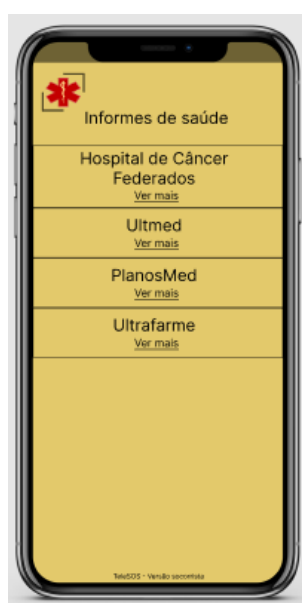 Informes de saúde
Hospital de Câncer
Federados
Ver mais
Ultmed
Ver mais
PlanosMed
Ver mais
Ultrafarme
Ver mais
TeleSOS - Versão socorrista